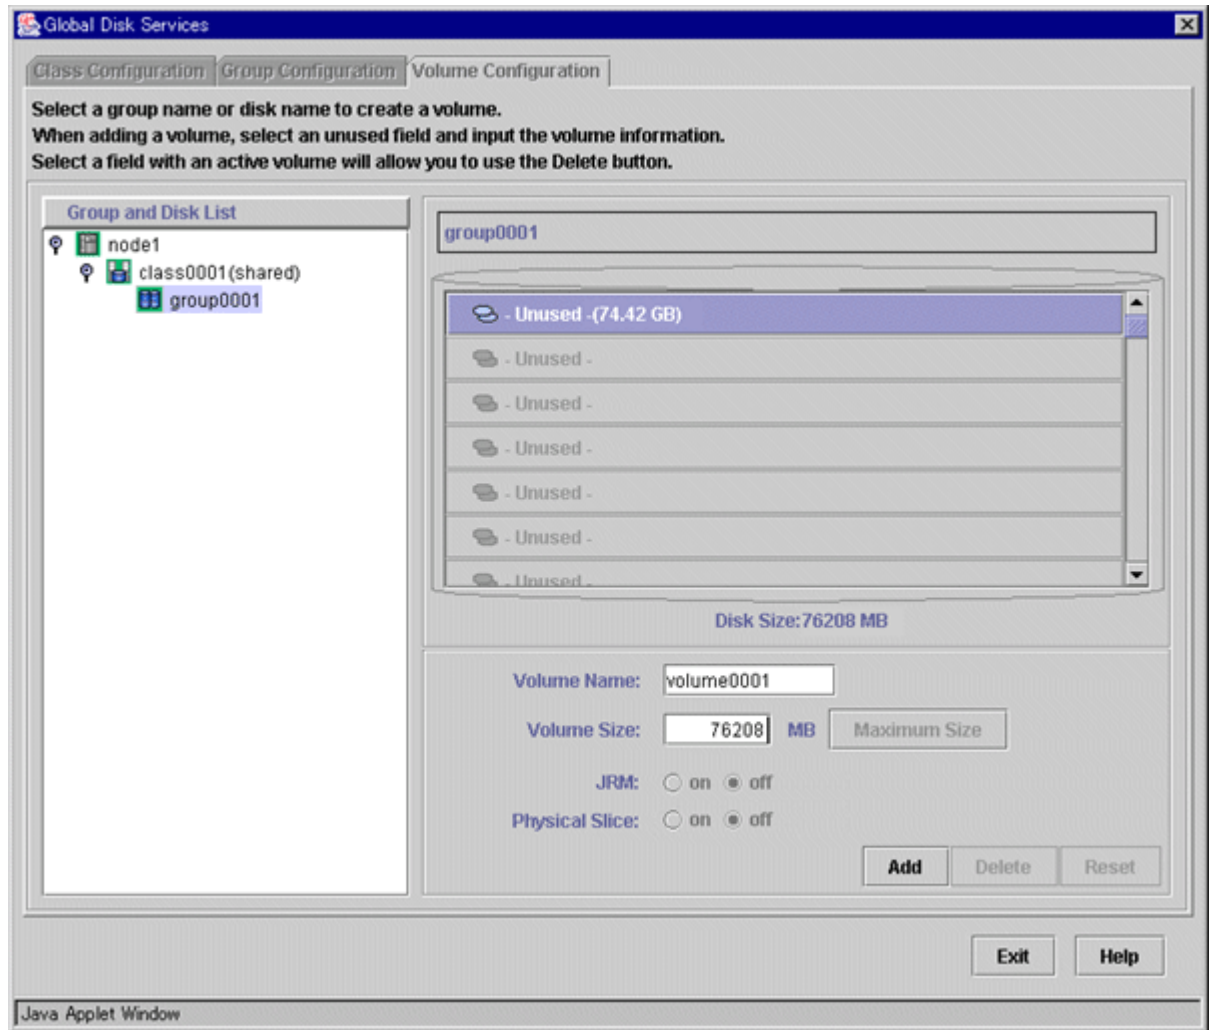 Global Disk Services
Class Configuration Group Configuration Volume Configuration
Select a group name or disk name to create a volume.
When adding a volume, select an unused field and input the volume information.
Select a field with an active volume will allow you to use the Delete button.
Group and Disk List
node1
class0001(shared)
group0001
group0001
- Unused -(74.42 GB)
- Unused -
- Unused -
- Unused -
- Unused -
- Unused -
- Unused -
Disk Size:76208 MB
Volume Name: volume0001
Volume Size: 76208 MB Maximum Size
JRM: on off
Physical Slice: on off
Add Delete Reset
Exit Help
Java Applet Window